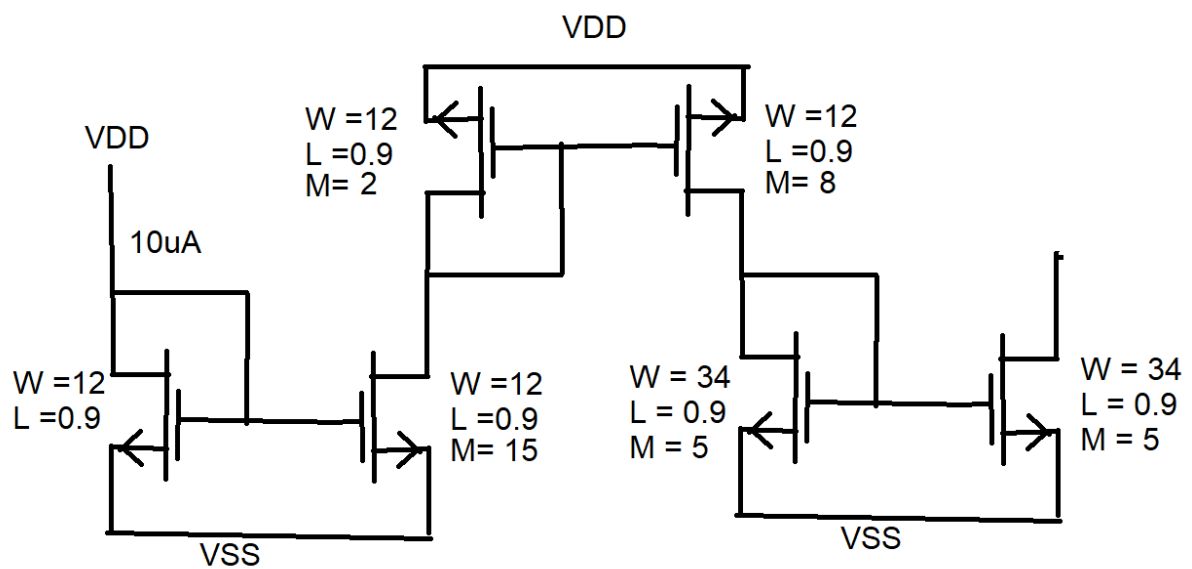 VDD
W =12
L =0.9
M= 2
W =12
L =0.9
M= 8
VDD
10uA
W =12
L =0.9
W =12
L =0.9
M= 15
W = 34
L = 0.9
M = 5
W = 34
L = 0.9
M = 5
VSS
VSS